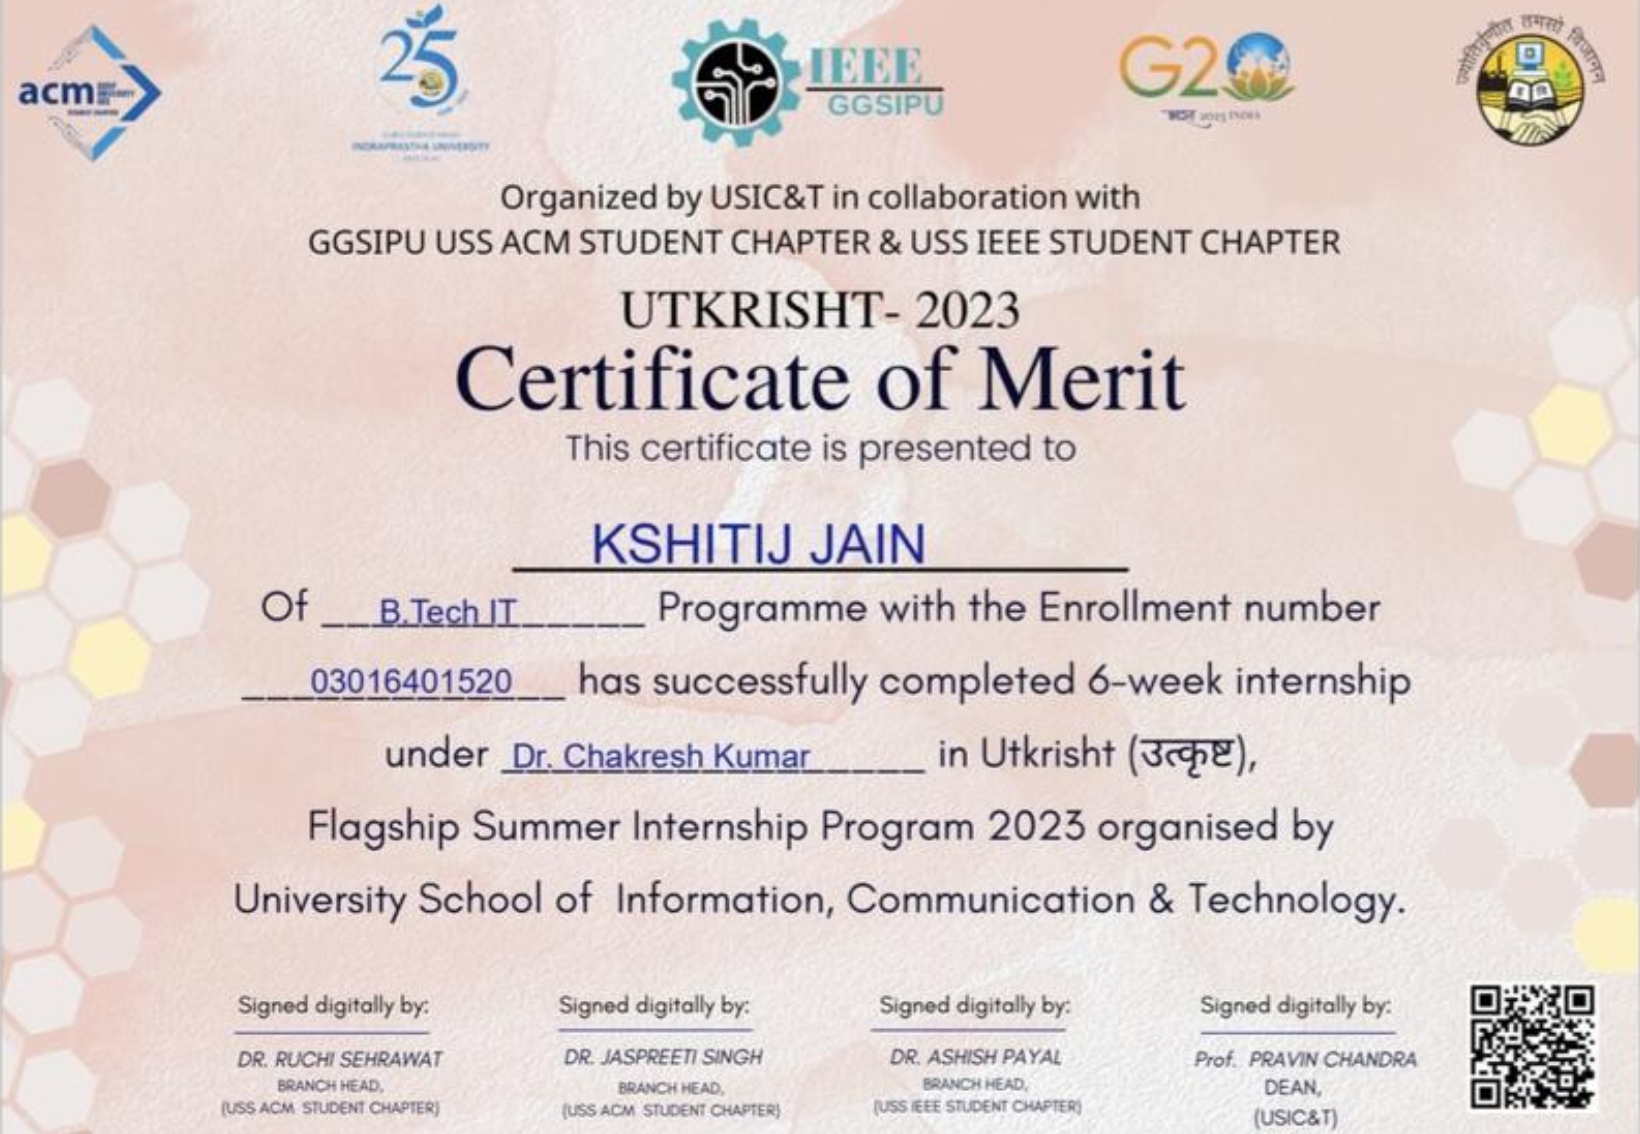 acm
25
INDRAPRASTHA UNIVERSITY
IEEE
GGSIPU
G20
भारत 2023 INDIA
ज्योतिर्वृणीत तमसो विजानन
Organized by USIC&T in collaboration with
GGSIPU USS ACM STUDENT CHAPTER & USS IEEE STUDENT CHAPTER
UTKRISHT- 2023
Certificate of Merit
This certificate is presented to
KSHITIJ JAIN
Of __B.Tech IT_____ Programme with the Enrollment number
___03016401520__ has successfully completed 6-week internship
under Dr. Chakresh Kumar_____ in Utkrisht (उत्कृष्ट),
Flagship Summer Internship Program 2023 organised by
University School of Information, Communication & Technology.
Signed digitally by: Signed digitally by: Signed digitally by: Signed digitally by:
DR. RUCHI SEHRAWAT DR. JASPREETI SINGH DR. ASHISH PAYAL Prof. PRAVIN CHANDRA
BRANCH HEAD, BRANCH HEAD, BRANCH HEAD, DEAN,
(USS ACM STUDENT CHAPTER) (USS ACM STUDENT CHAPTER) (USS IEEE STUDENT CHAPTER) (USIC&T)